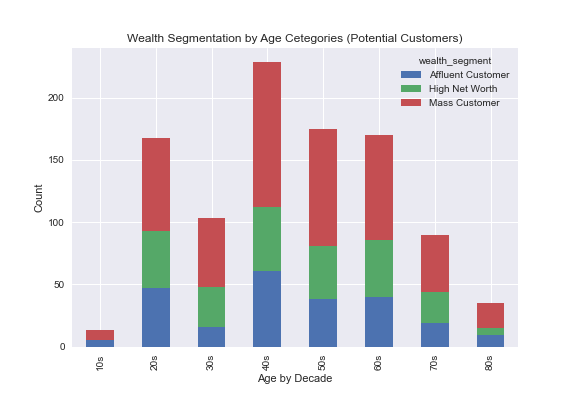 Wealth Segmentation by Age Cetegories (Potential Customers)
wealth_segment
Affluent Customer
High Net Worth
Mass Customer
200
150
100
50
0
Count
10s
20s
30s
40s
50s
60s
70s
80s
Age by Decade